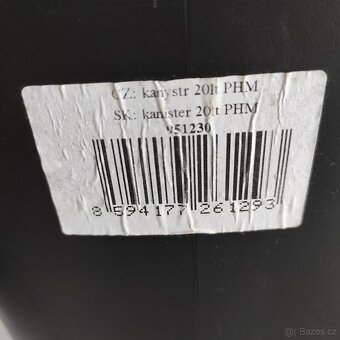 CZ: kanystr 20lt PHM
SK: kanister 20lt PHM
951230
8 594177 261293
Bazos.cz